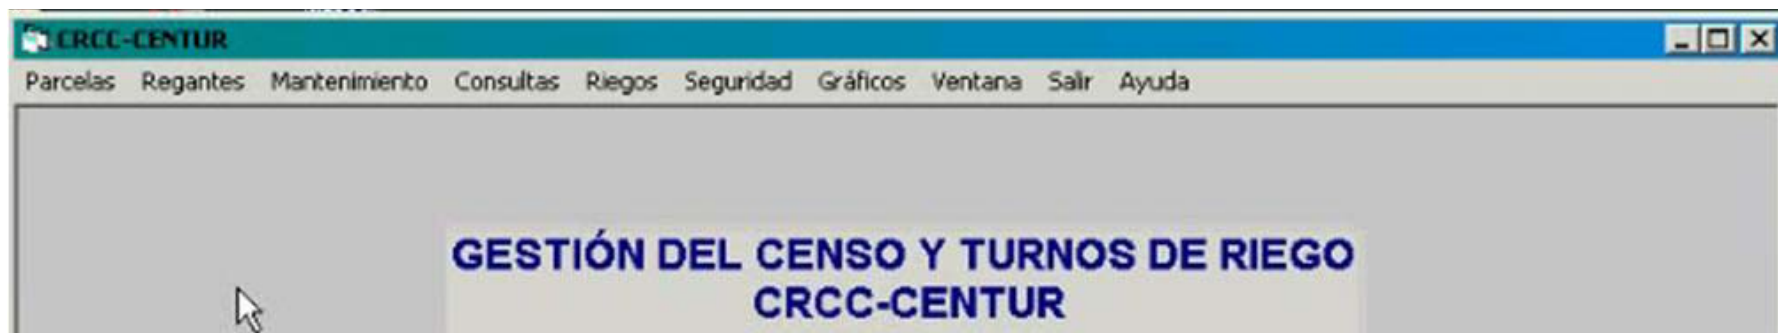 CRCC-CENTUR
Parcelas Regantes Mantenimiento Consultas Riegos Seguridad Gráficos Ventana Salir Ayuda
GESTIÓN DEL CENSO Y TURNOS DE RIEGO
CRCC-CENTUR